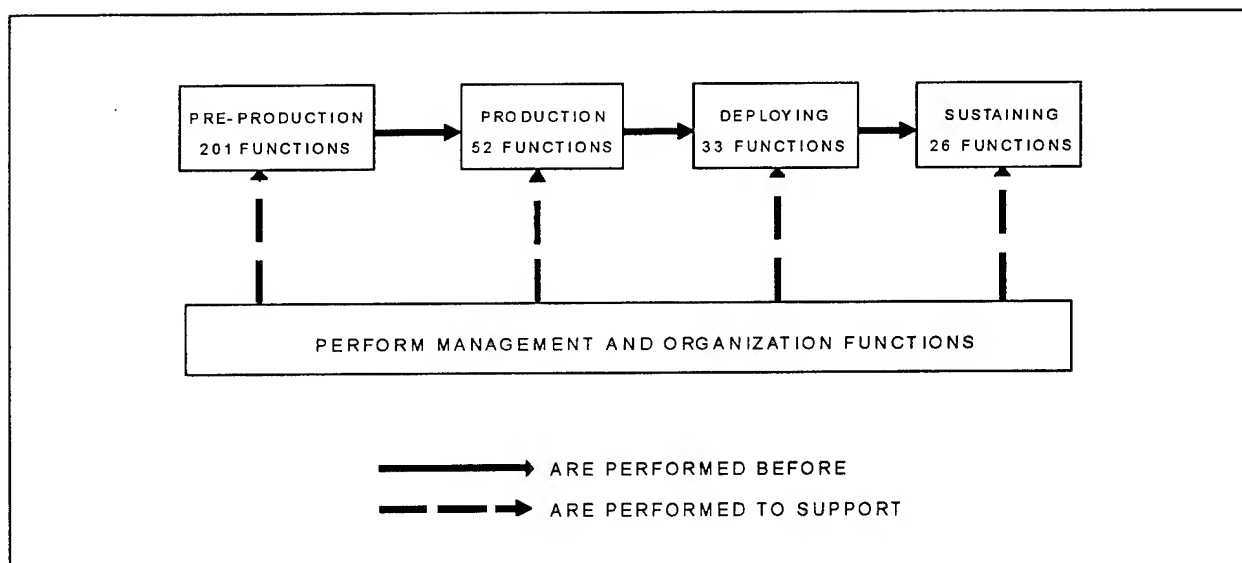 PRE-PRODUCTION
201 FUNCTIONS
PRODUCTION
52 FUNCTIONS
DEPLOYING
33 FUNCTIONS
SUSTAINING
26 FUNCTIONS
PERFORM MANAGEMENT AND ORGANIZATION FUNCTIONS
ARE PERFORMED BEFORE
ARE PERFORMED TO SUPPORT